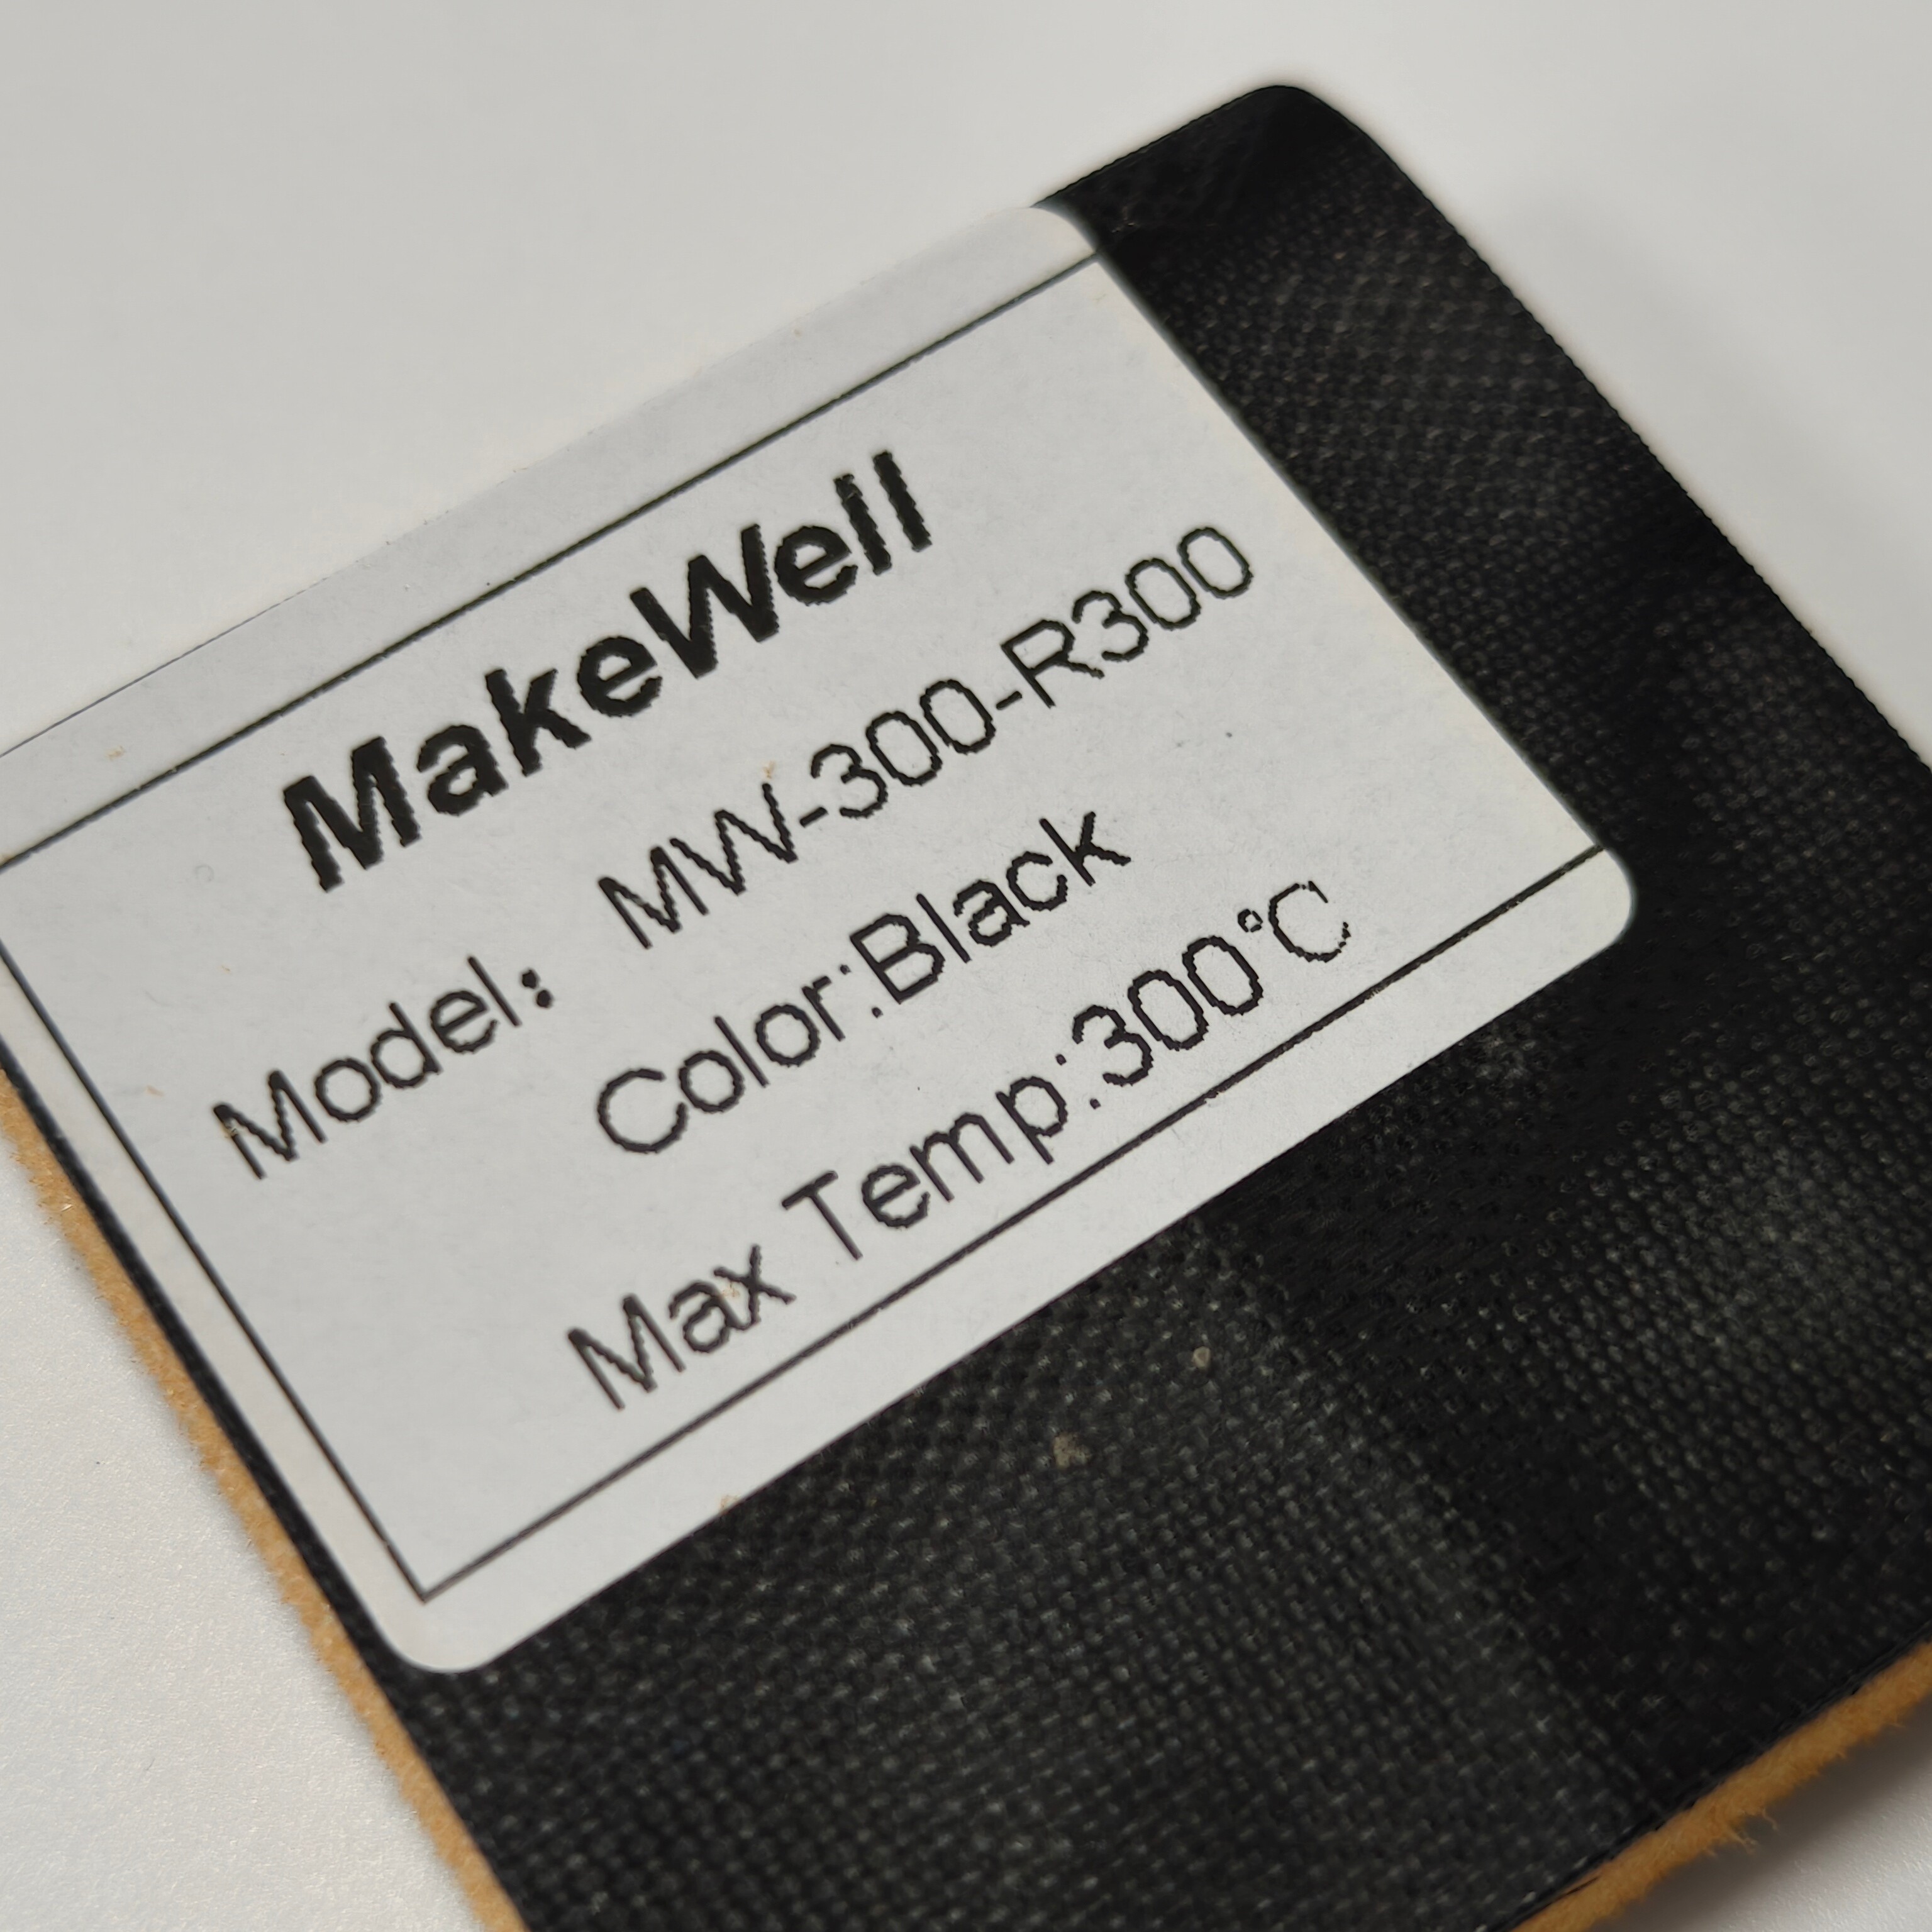 MakeWell
Model： MW-300-R300
Color:Black
Max Temp:300℃